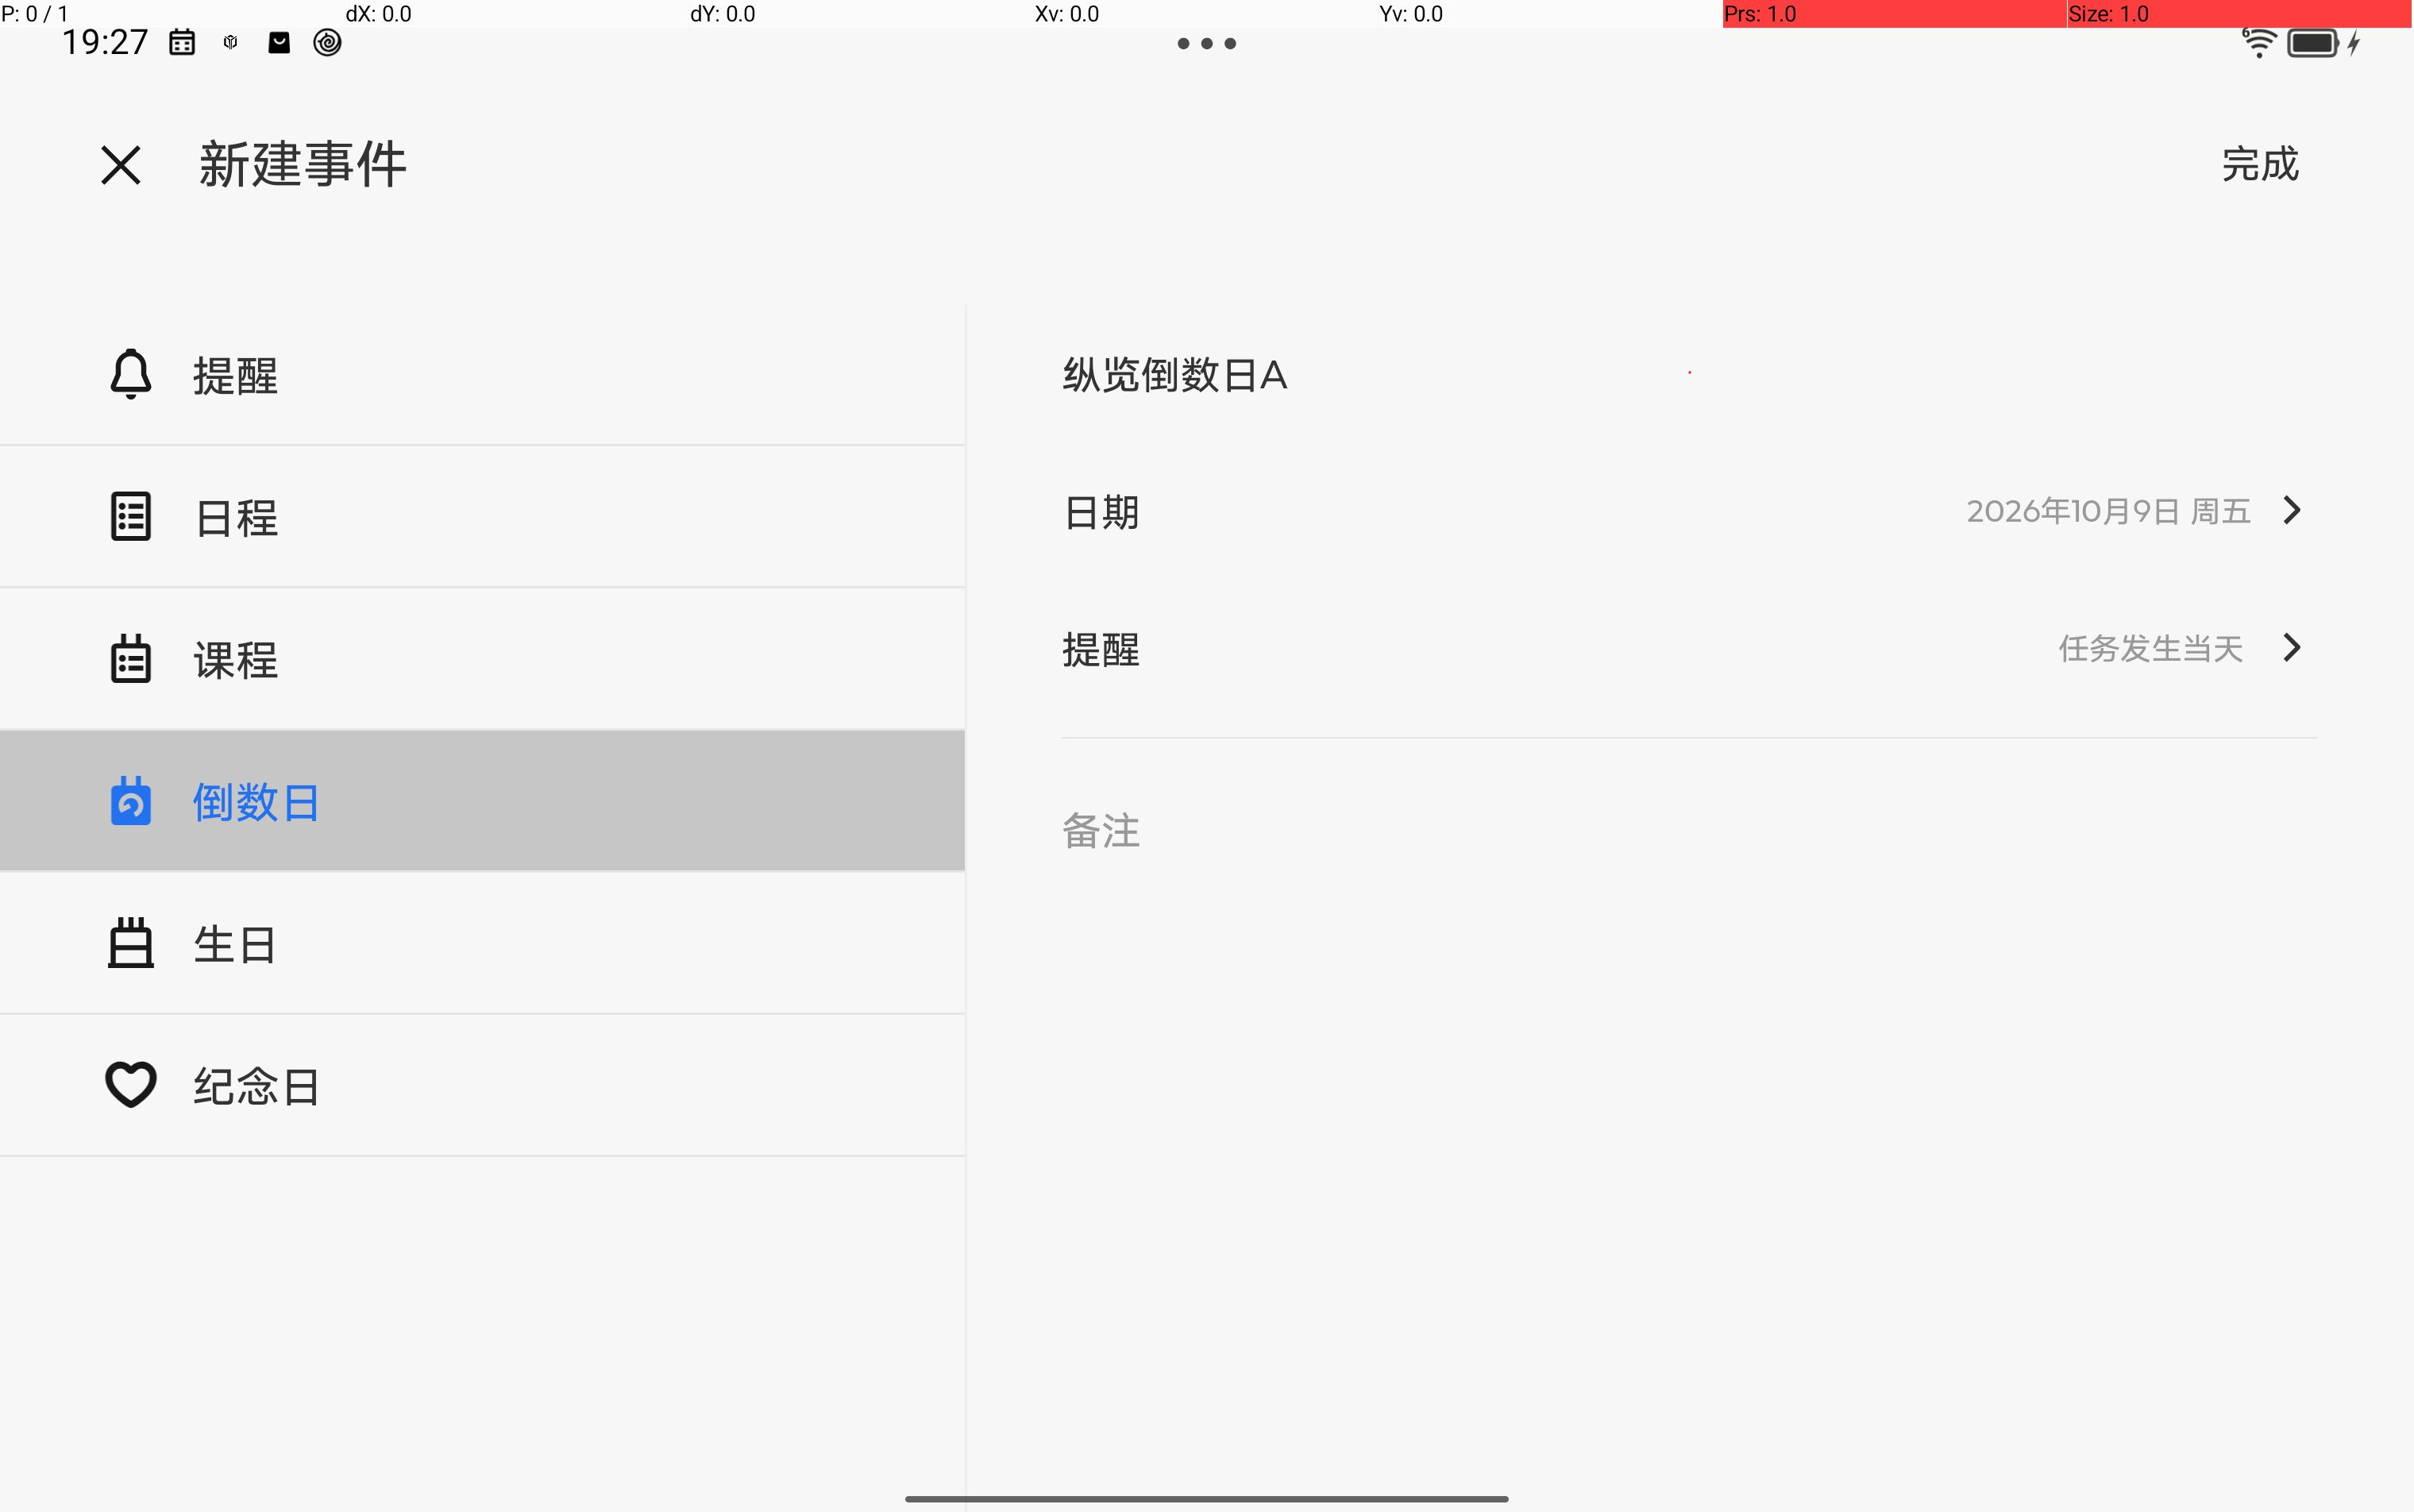 P: 0 / 1 dX: 0.0 dY: 0.0 Xv: 0.0 Yv: 0.0 Prs: 1.0 Size: 1.0
19:27 6
新建事件 完成
提醒
日程
课程
倒数日
生日
纪念日
纵览倒数日A
日期 2026年10月9日 周五
提醒 任务发生当天
备注